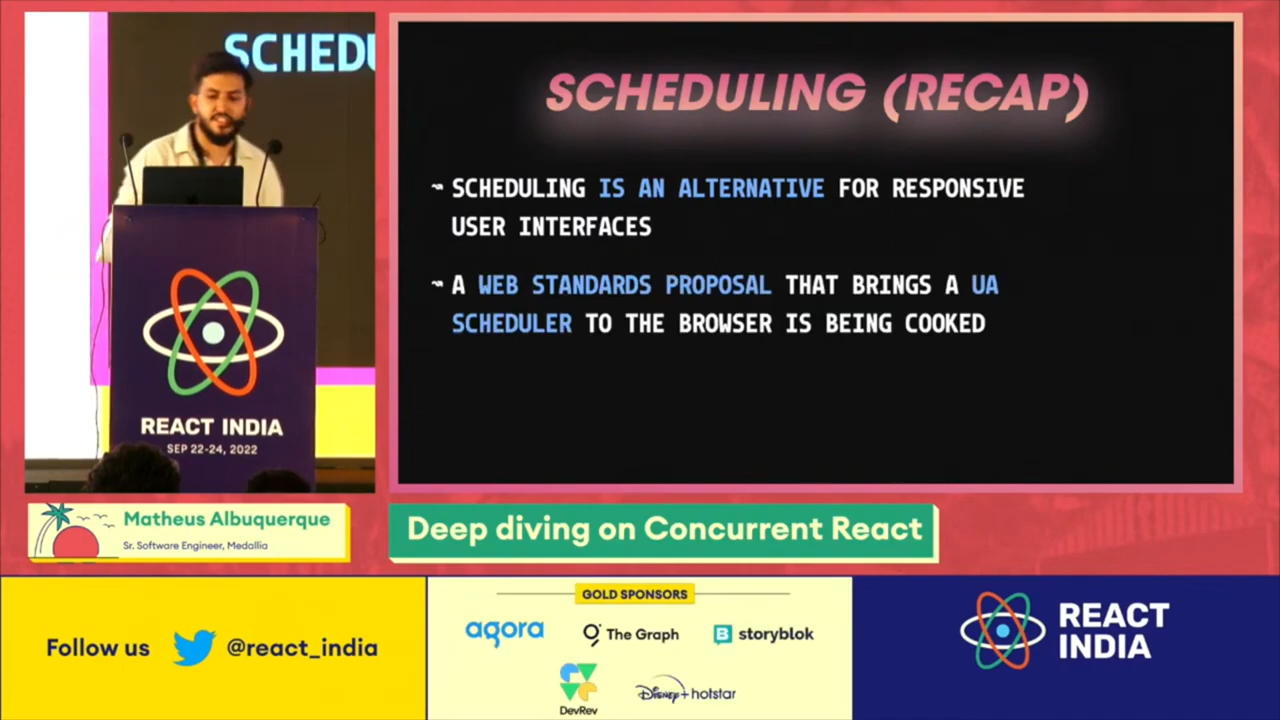 SCHEDU
SCHEDULING (RECAP)
↝ SCHEDULING IS AN ALTERNATIVE FOR RESPONSIVE
USER INTERFACES
↝ A WEB STANDARDS PROPOSAL THAT BRINGS A UA
SCHEDULER TO THE BROWSER IS BEING COOKED
REACT INDIA
SEP 22-24, 2022
Matheus Albuquerque
Sr. Software Engineer, Medallia
Deep diving on Concurrent React
Follow us @react_india
GOLD SPONSORS
agora The Graph storyblok
DevRev Disney+ hotstar
REACT
INDIA